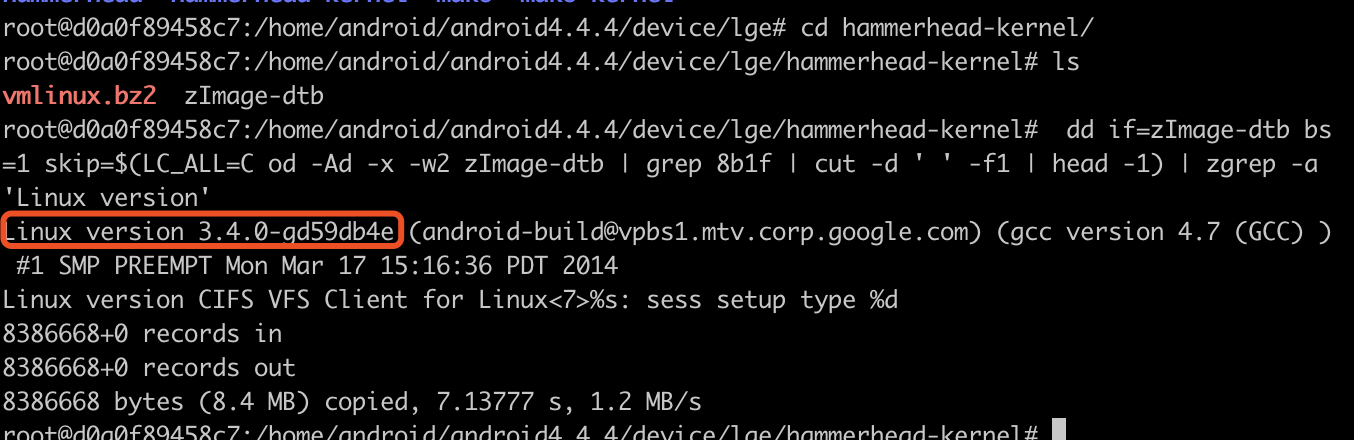 root@d0a0f89458c7:/home/android/android4.4.4/device/lge# cd hammerhead-kernel/
root@d0a0f89458c7:/home/android/android4.4.4/device/lge/hammerhead-kernel# ls
vmlinux.bz2  zImage-dtb
root@d0a0f89458c7:/home/android/android4.4.4/device/lge/hammerhead-kernel#  dd if=zImage-dtb bs
=1 skip=$(LC_ALL=C od -Ad -x -w2 zImage-dtb | grep 8b1f | cut -d ' ' -f1 | head -1) | zgrep -a
'Linux version'
Linux version 3.4.0-gd59db4e (android-build@vpbs1.mtv.corp.google.com) (gcc version 4.7 (GCC) )
 #1 SMP PREEMPT Mon Mar 17 15:16:36 PDT 2014
Linux version CIFS VFS Client for Linux<7>%s: sess setup type %d
8386668+0 records in
8386668+0 records out
8386668 bytes (8.4 MB) copied, 7.13777 s, 1.2 MB/s
root@d0a0f89458c7:/home/android/android4.4.4/device/lge/hammerhead-kernel#